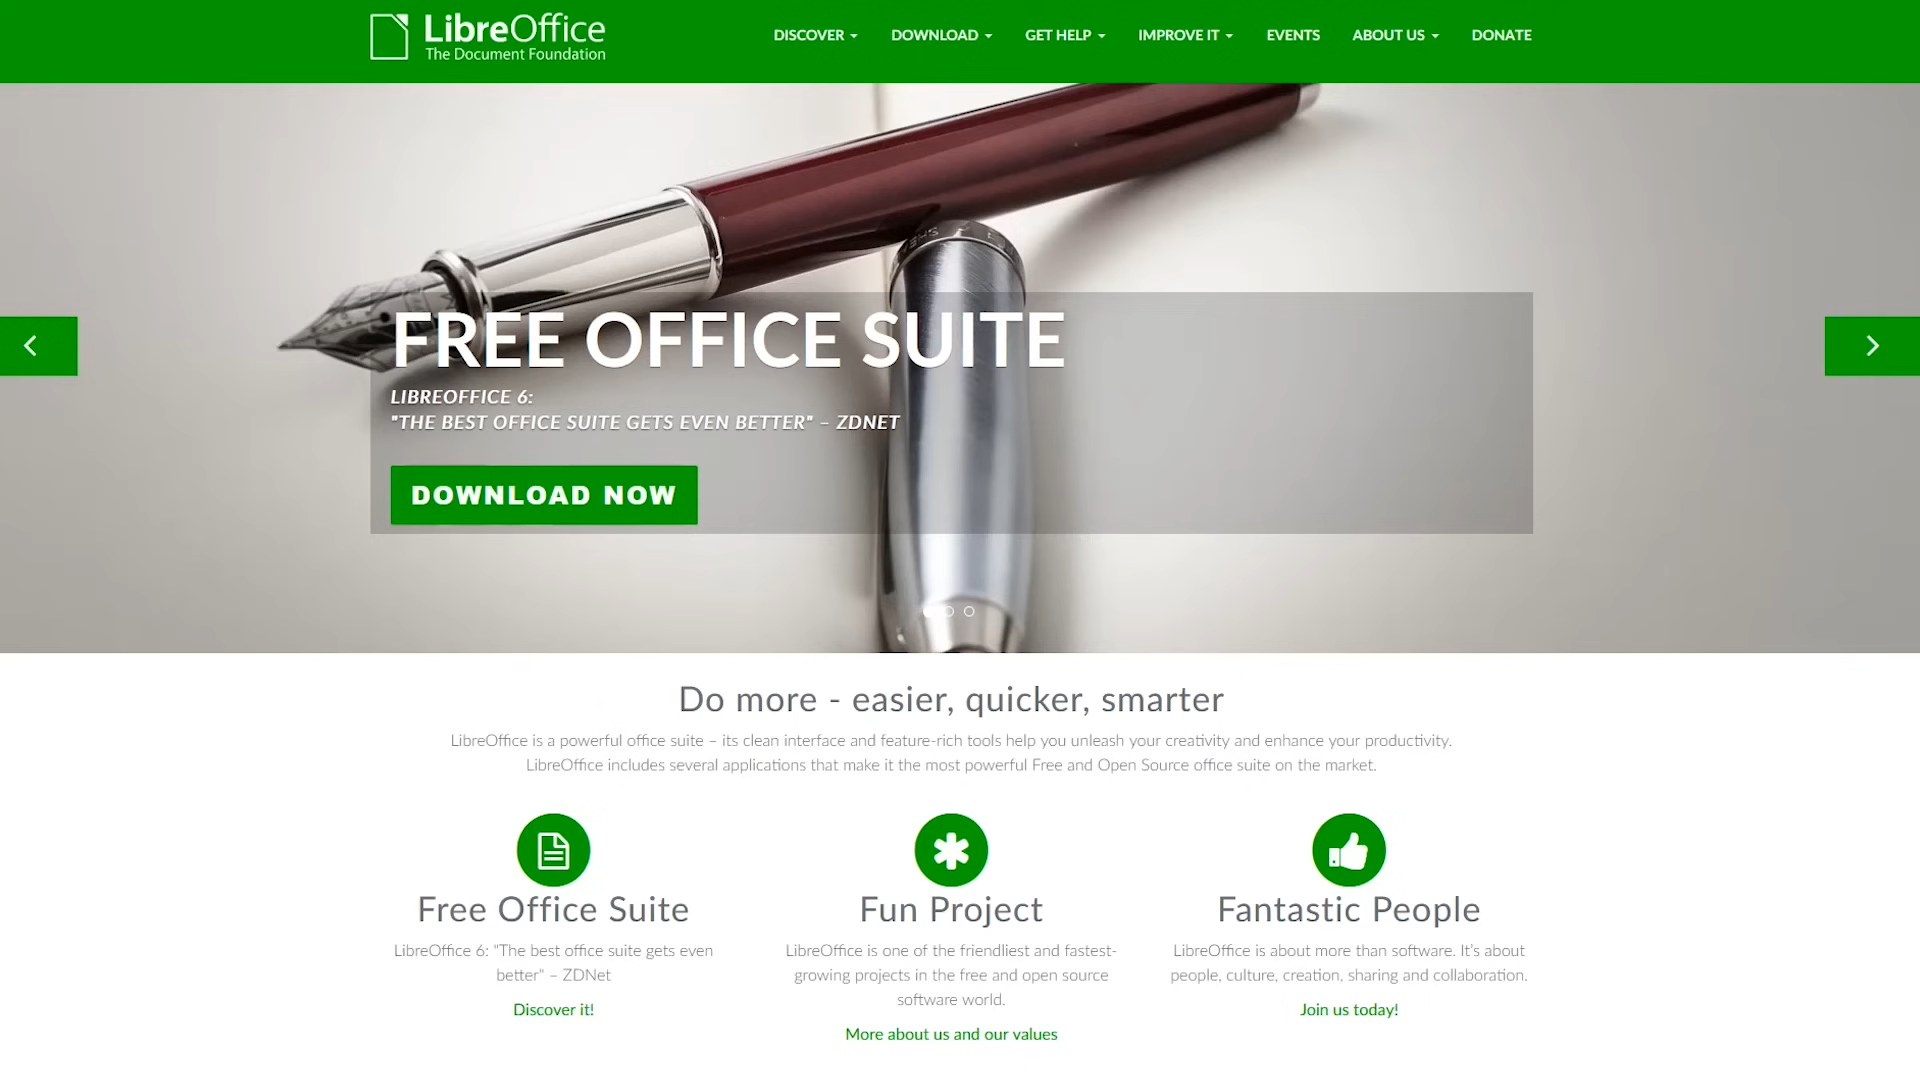 LibreOffice
The Document Foundation
DISCOVER
DOWNLOAD
GET HELP
IMPROVE IT
EVENTS
ABOUT US
DONATE
FREE OFFICE SUITE
LIBREOFFICE 6:
"THE BEST OFFICE SUITE GETS EVEN BETTER" – ZDNET
DOWNLOAD NOW
Do more - easier, quicker, smarter
LibreOffice is a powerful office suite – its clean interface and feature-rich tools help you unleash your creativity and enhance your productivity.
LibreOffice includes several applications that make it the most powerful Free and Open Source office suite on the market.
Free Office Suite
LibreOffice 6: "The best office suite gets even
better" – ZDNet
Discover it!
Fun Project
LibreOffice is one of the friendliest and fastest-
growing projects in the free and open source
software world.
More about us and our values
Fantastic People
LibreOffice is about more than software. It's about
people, culture, creation, sharing and collaboration.
Join us today!